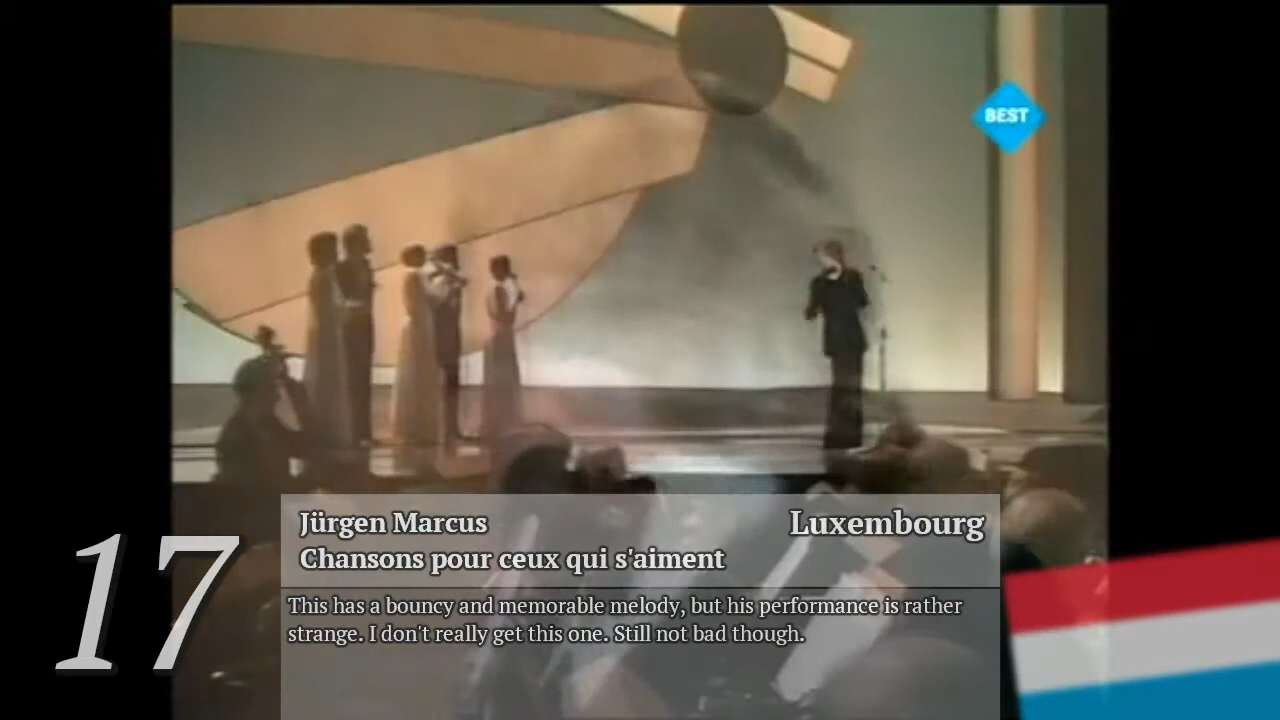 BEST
Jürgen Marcus
Luxembourg
Chansons pour ceux qui s'aiment
17
This has a bouncy and memorable melody, but his performance is rather
strange. I don't really get this one. Still not bad though.